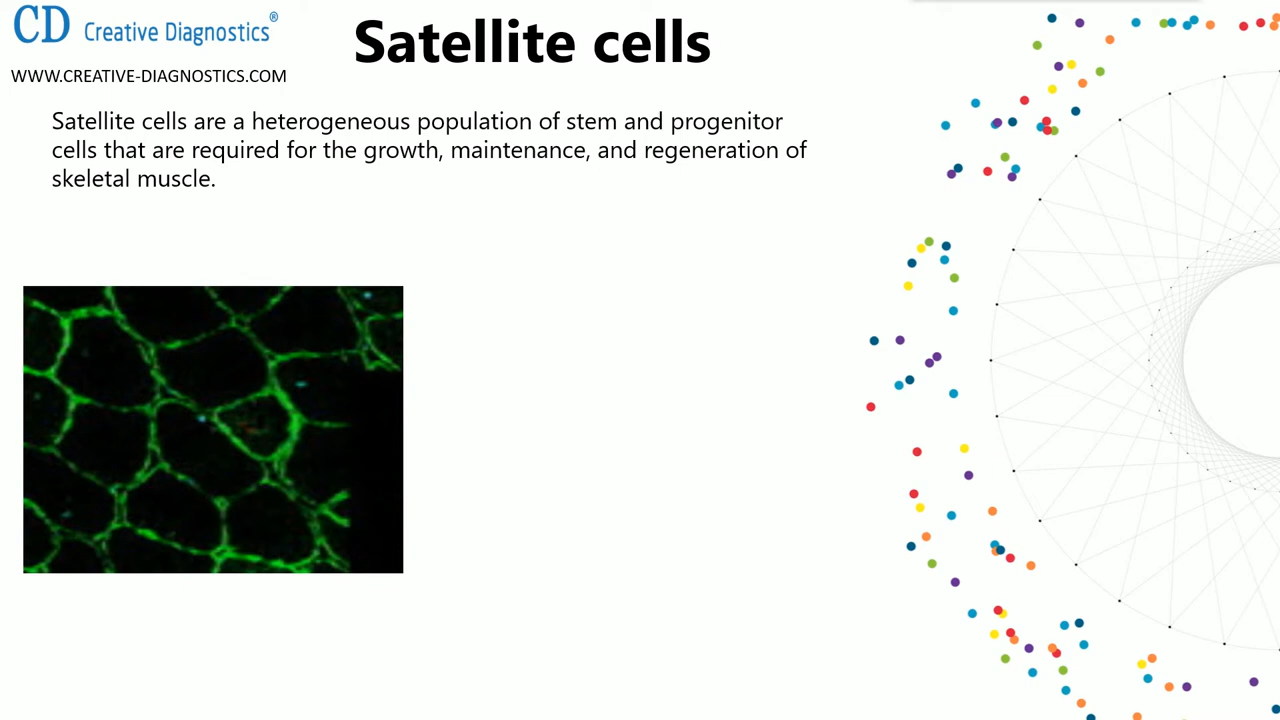 CD Creative Diagnostics®
WWW.CREATIVE-DIAGNOSTICS.COM
Satellite cells
Satellite cells are a heterogeneous population of stem and progenitor
cells that are required for the growth, maintenance, and regeneration of
skeletal muscle.